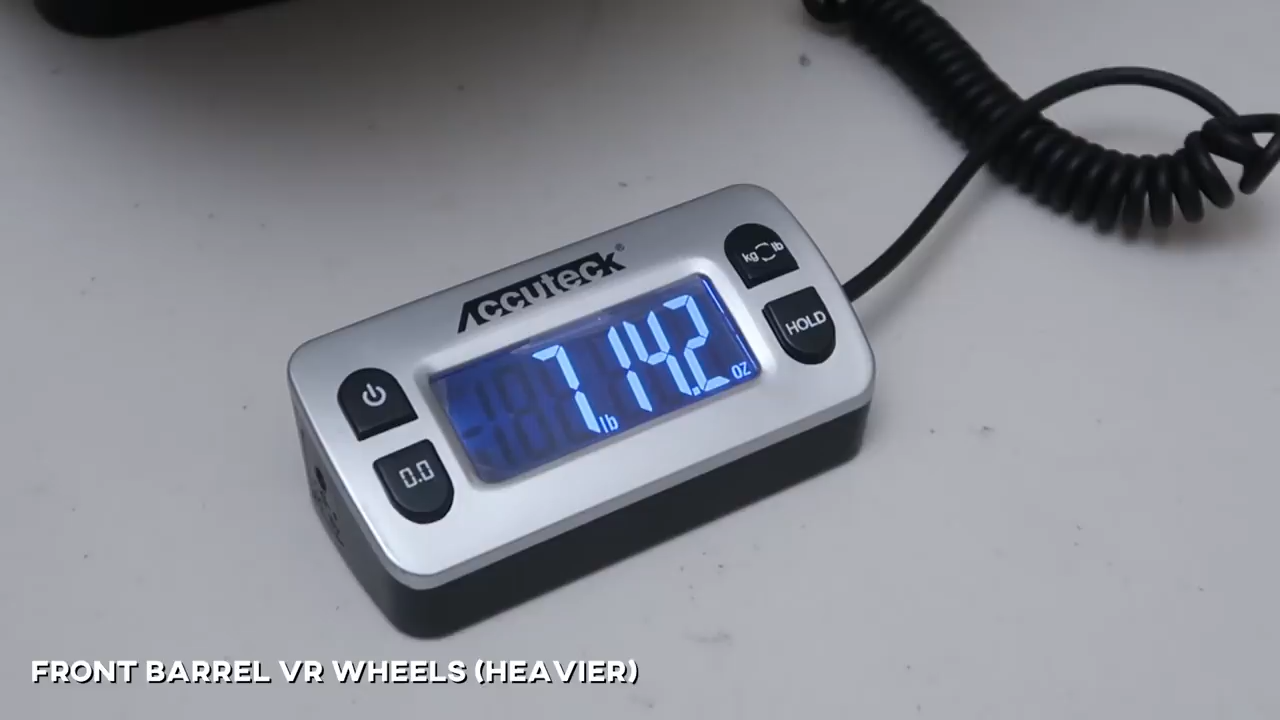 Accuteck®
kg lb
HOLD
7 lb 14.2 oz
0.0
FRONT BARREL VR WHEELS (HEAVIER)